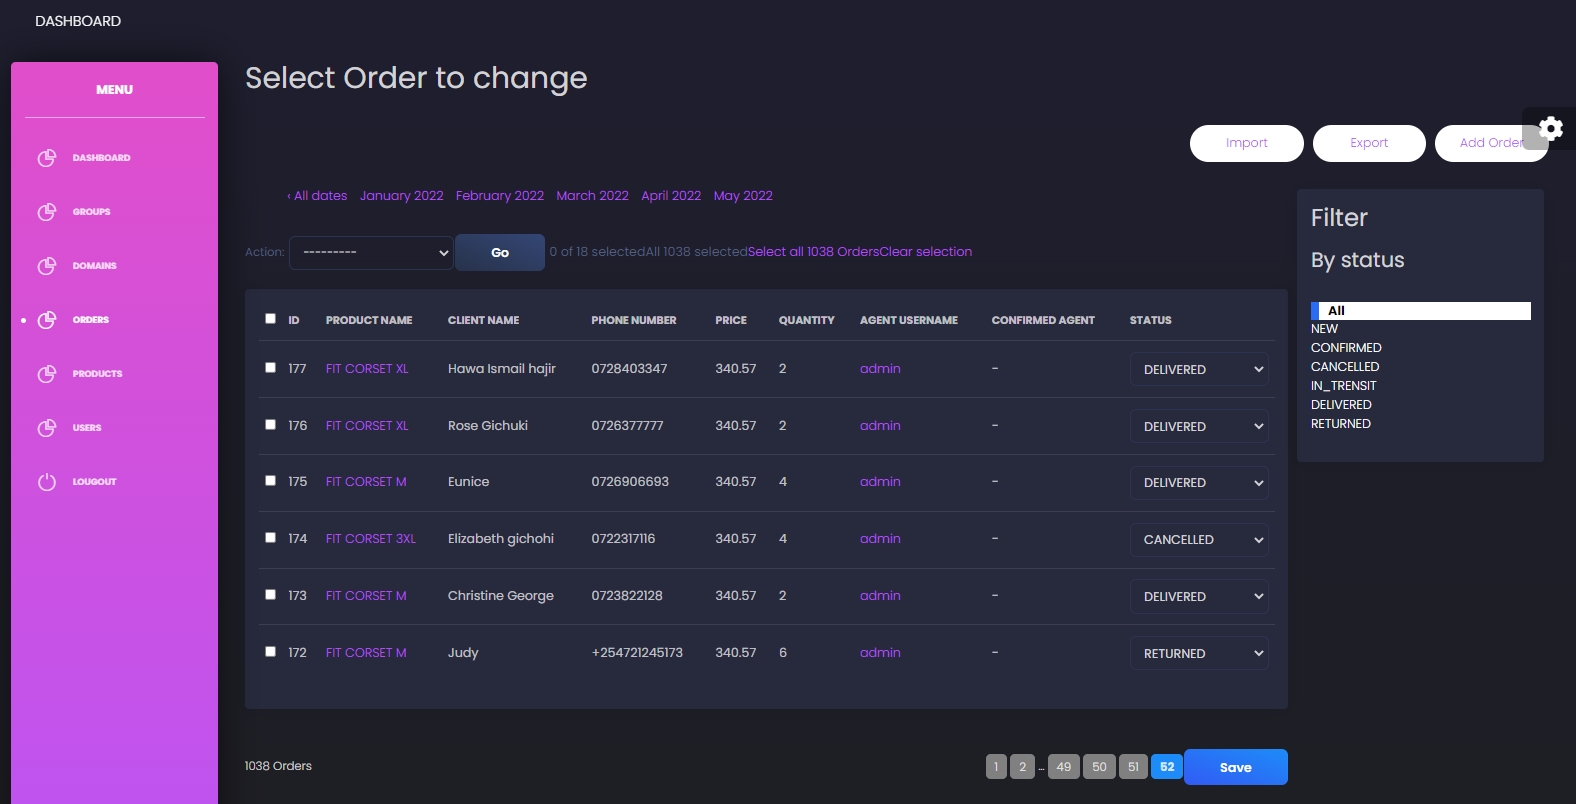 DASHBOARD
MENU
DASHBOARD
GROUPS
DOMAINS
ORDERS
PRODUCTS
USERS
LOUGOUT
Select Order to change
Import Export Add Order
‹ All dates January 2022 February 2022 March 2022 April 2022 May 2022
Action: --------- Go 0 of 18 selectedAll 1038 selectedSelect all 1038 OrdersClear selection
ID PRODUCT NAME CLIENT NAME PHONE NUMBER PRICE QUANTITY AGENT USERNAME CONFIRMED AGENT STATUS
177 FIT CORSET XL Hawa Ismail hajir 0728403347 340.57 2 admin - DELIVERED
176 FIT CORSET XL Rose Gichuki 0726377777 340.57 2 admin - DELIVERED
175 FIT CORSET M Eunice 0726906693 340.57 4 admin - DELIVERED
174 FIT CORSET 3XL Elizabeth gichohi 0722317116 340.57 4 admin - CANCELLED
173 FIT CORSET M Christine George 0723822128 340.57 2 admin - DELIVERED
172 FIT CORSET M Judy +254721245173 340.57 6 admin - RETURNED
1038 Orders
1 2 … 49 50 51 52 Save
Filter
By status
All
NEW
CONFIRMED
CANCELLED
IN_TRENSIT
DELIVERED
RETURNED